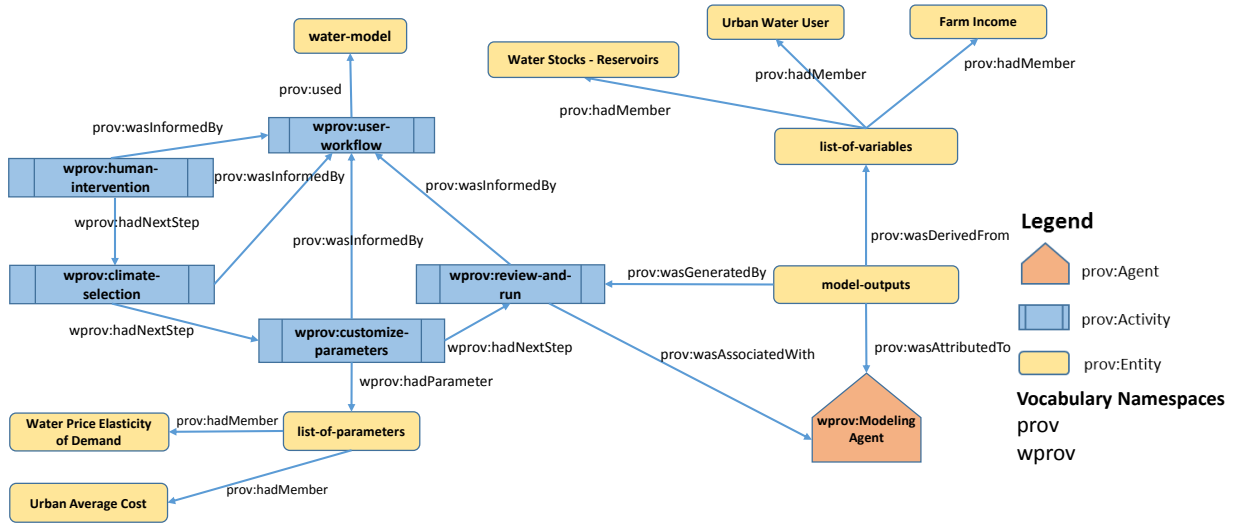 Urban Water User
Farm Income
water-model
Water Stocks - Reservoirs
prov:hadMember
prov:hadMember
prov:used
prov:hadMember
prov:wasInformedBy
wprov:user-
workflow
list-of-variables
wprov:human-
intervention
prov:wasInformedBy
prov:wasInformedBy
wprov:hadNextStep
prov:wasInformedBy
prov:wasDerivedFrom
Legend
prov:Agent
wprov:climate-
selection
wprov:review-and-
run
prov:wasGeneratedBy
model-outputs
prov:Activity
wprov:hadNextStep
wprov:customize-
parameters
wprov:hadNextStep
prov:wasAssociatedWith
prov:wasAttributedTo
prov:Entity
wprov:hadParameter
Vocabulary Namespaces
prov
wprov
Water Price Elasticity
of Demand
prov:hadMember
list-of-parameters
wprov:Modeling
Agent
Urban Average Cost
prov:hadMember